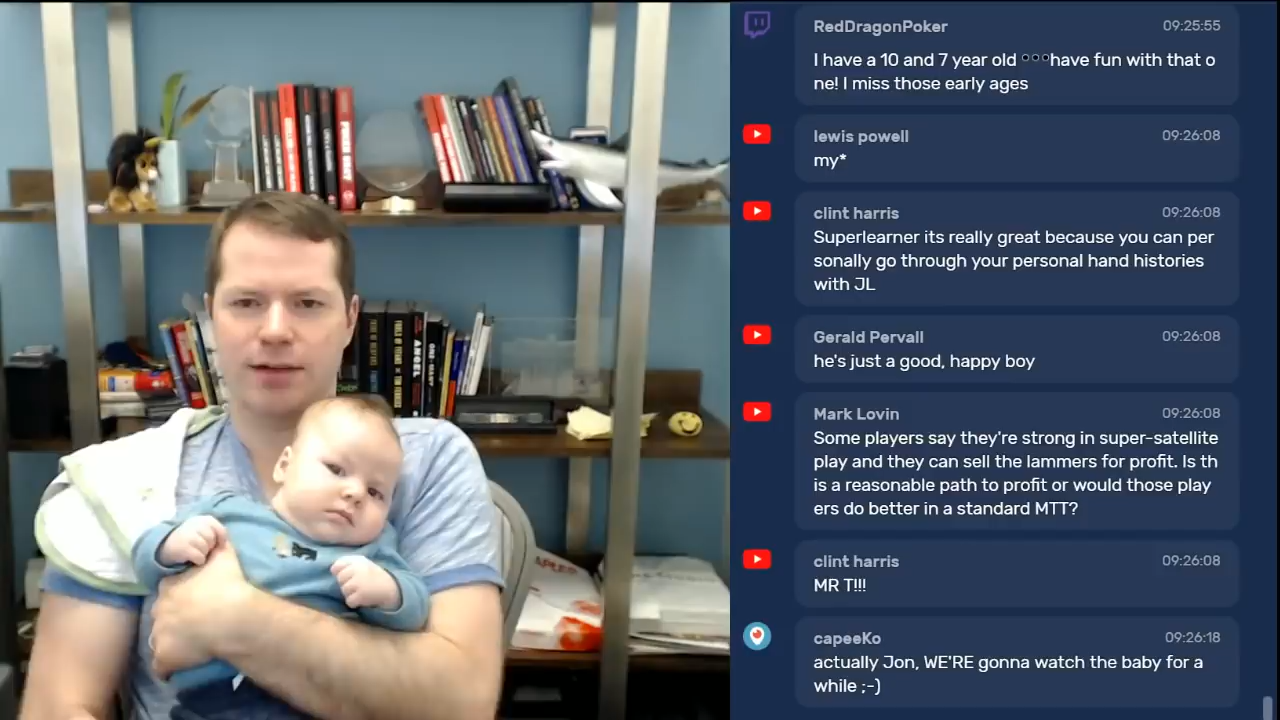 RedDragonPoker 09:25:55
I have a 10 and 7 year old °°°have fun with that o
ne! I miss those early ages
lewis powell 09:26:08
my*
clint harris 09:26:08
Superlearner its really great because you can per
sonally go through your personal hand histories
with JL
Gerald Pervall 09:26:08
he's just a good, happy boy
Mark Lovin 09:26:08
Some players say they're strong in super-satellite
play and they can sell the lammers for profit. Is th
is a reasonable path to profit or would those play
ers do better in a standard MTT?
clint harris 09:26:08
MR T!!!
capeeKo 09:26:18
actually Jon, WE'RE gonna watch the baby for a
while ;-)
ANGEL